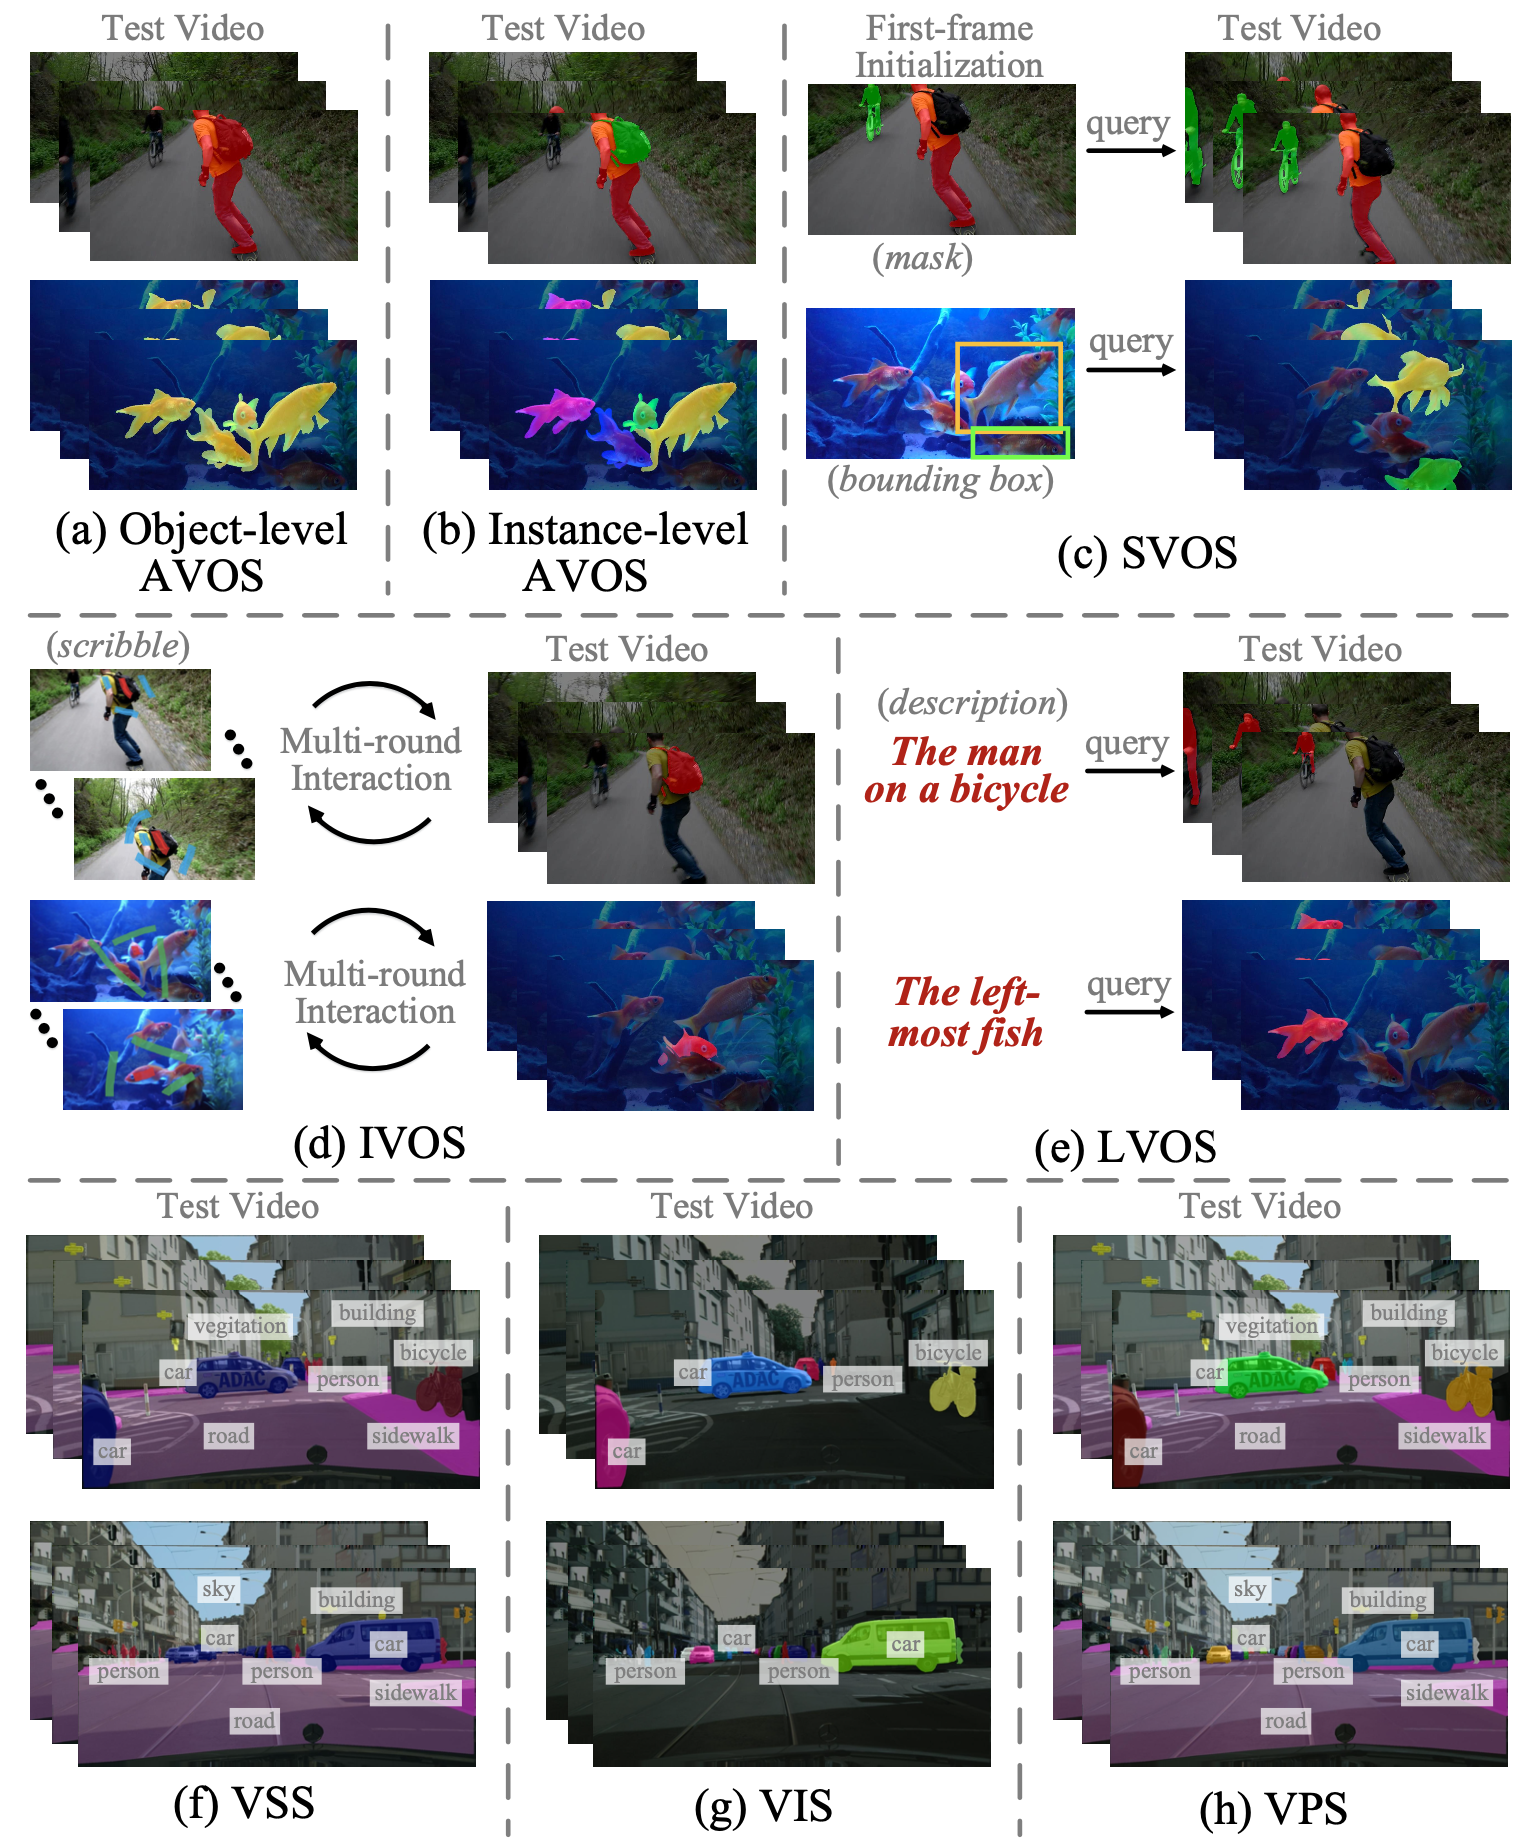 Test Video
Test Video
First-frame
Initialization
Test Video
query
(mask)
query
(bounding box)
(a) Object-level
AVOS
(b) Instance-level
AVOS
(c) SVOS
(scribble)
Multi-round
Interaction
Test Video
Multi-round
Interaction
(d) IVOS
(description)
The man
on a bicycle
query
Test Video
The left-
most fish
query
(e) LVOS
Test Video
building
vegitation
bicycle
car
ADAC
person
road
sidewalk
car
sky
building
car
car
person
person
sidewalk
road
(f) VSS
Test Video
bicycle
car
ADAC
person
car
car
car
person
person
(g) VIS
Test Video
building
vegitation
bicycle
car
ADAC
person
road
sidewalk
car
sky
building
car
car
person
person
sidewalk
road
(h) VPS